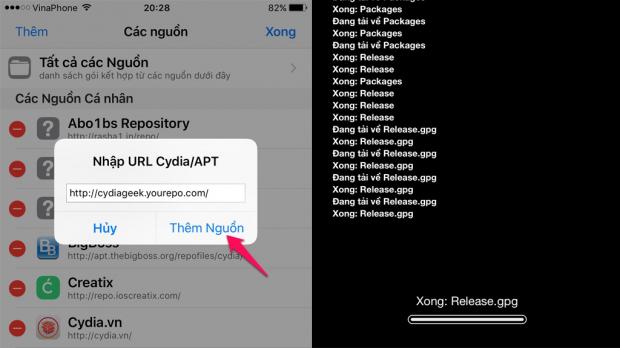 VinaPhone 20:28 82%
Thêm Các nguồn Xong
Tất cả các Nguồn
danh sách gói kết hợp từ các nguồn dưới đây
Các Nguồn Cá nhân
Abo1bs Repository
http://rasha1.in/repo/
Nhập URL Cydia/APT
http://cydiageek.yourepo.com/
Hủy Thêm Nguồn
BigBoss
http://apt.thebigboss.org/repofiles/cydia/
Creatix
http://repo.ioscreatix.com/
Cydia.vn
http://cydia.vn/
Đang tải về Packages
Xong: Packages
Đang tải về Packages
Xong: Packages
Đang tải về Packages
Xong: Release
Xong: Release
Xong: Packages
Xong: Release
Xong: Release
Xong: Release
Đang tải về Release.gpg
Xong: Release.gpg
Đang tải về Release.gpg
Xong: Release.gpg
Đang tải về Release.gpg
Xong: Release.gpg
Đang tải về Release.gpg
Xong: Release.gpg
Xong: Release.gpg